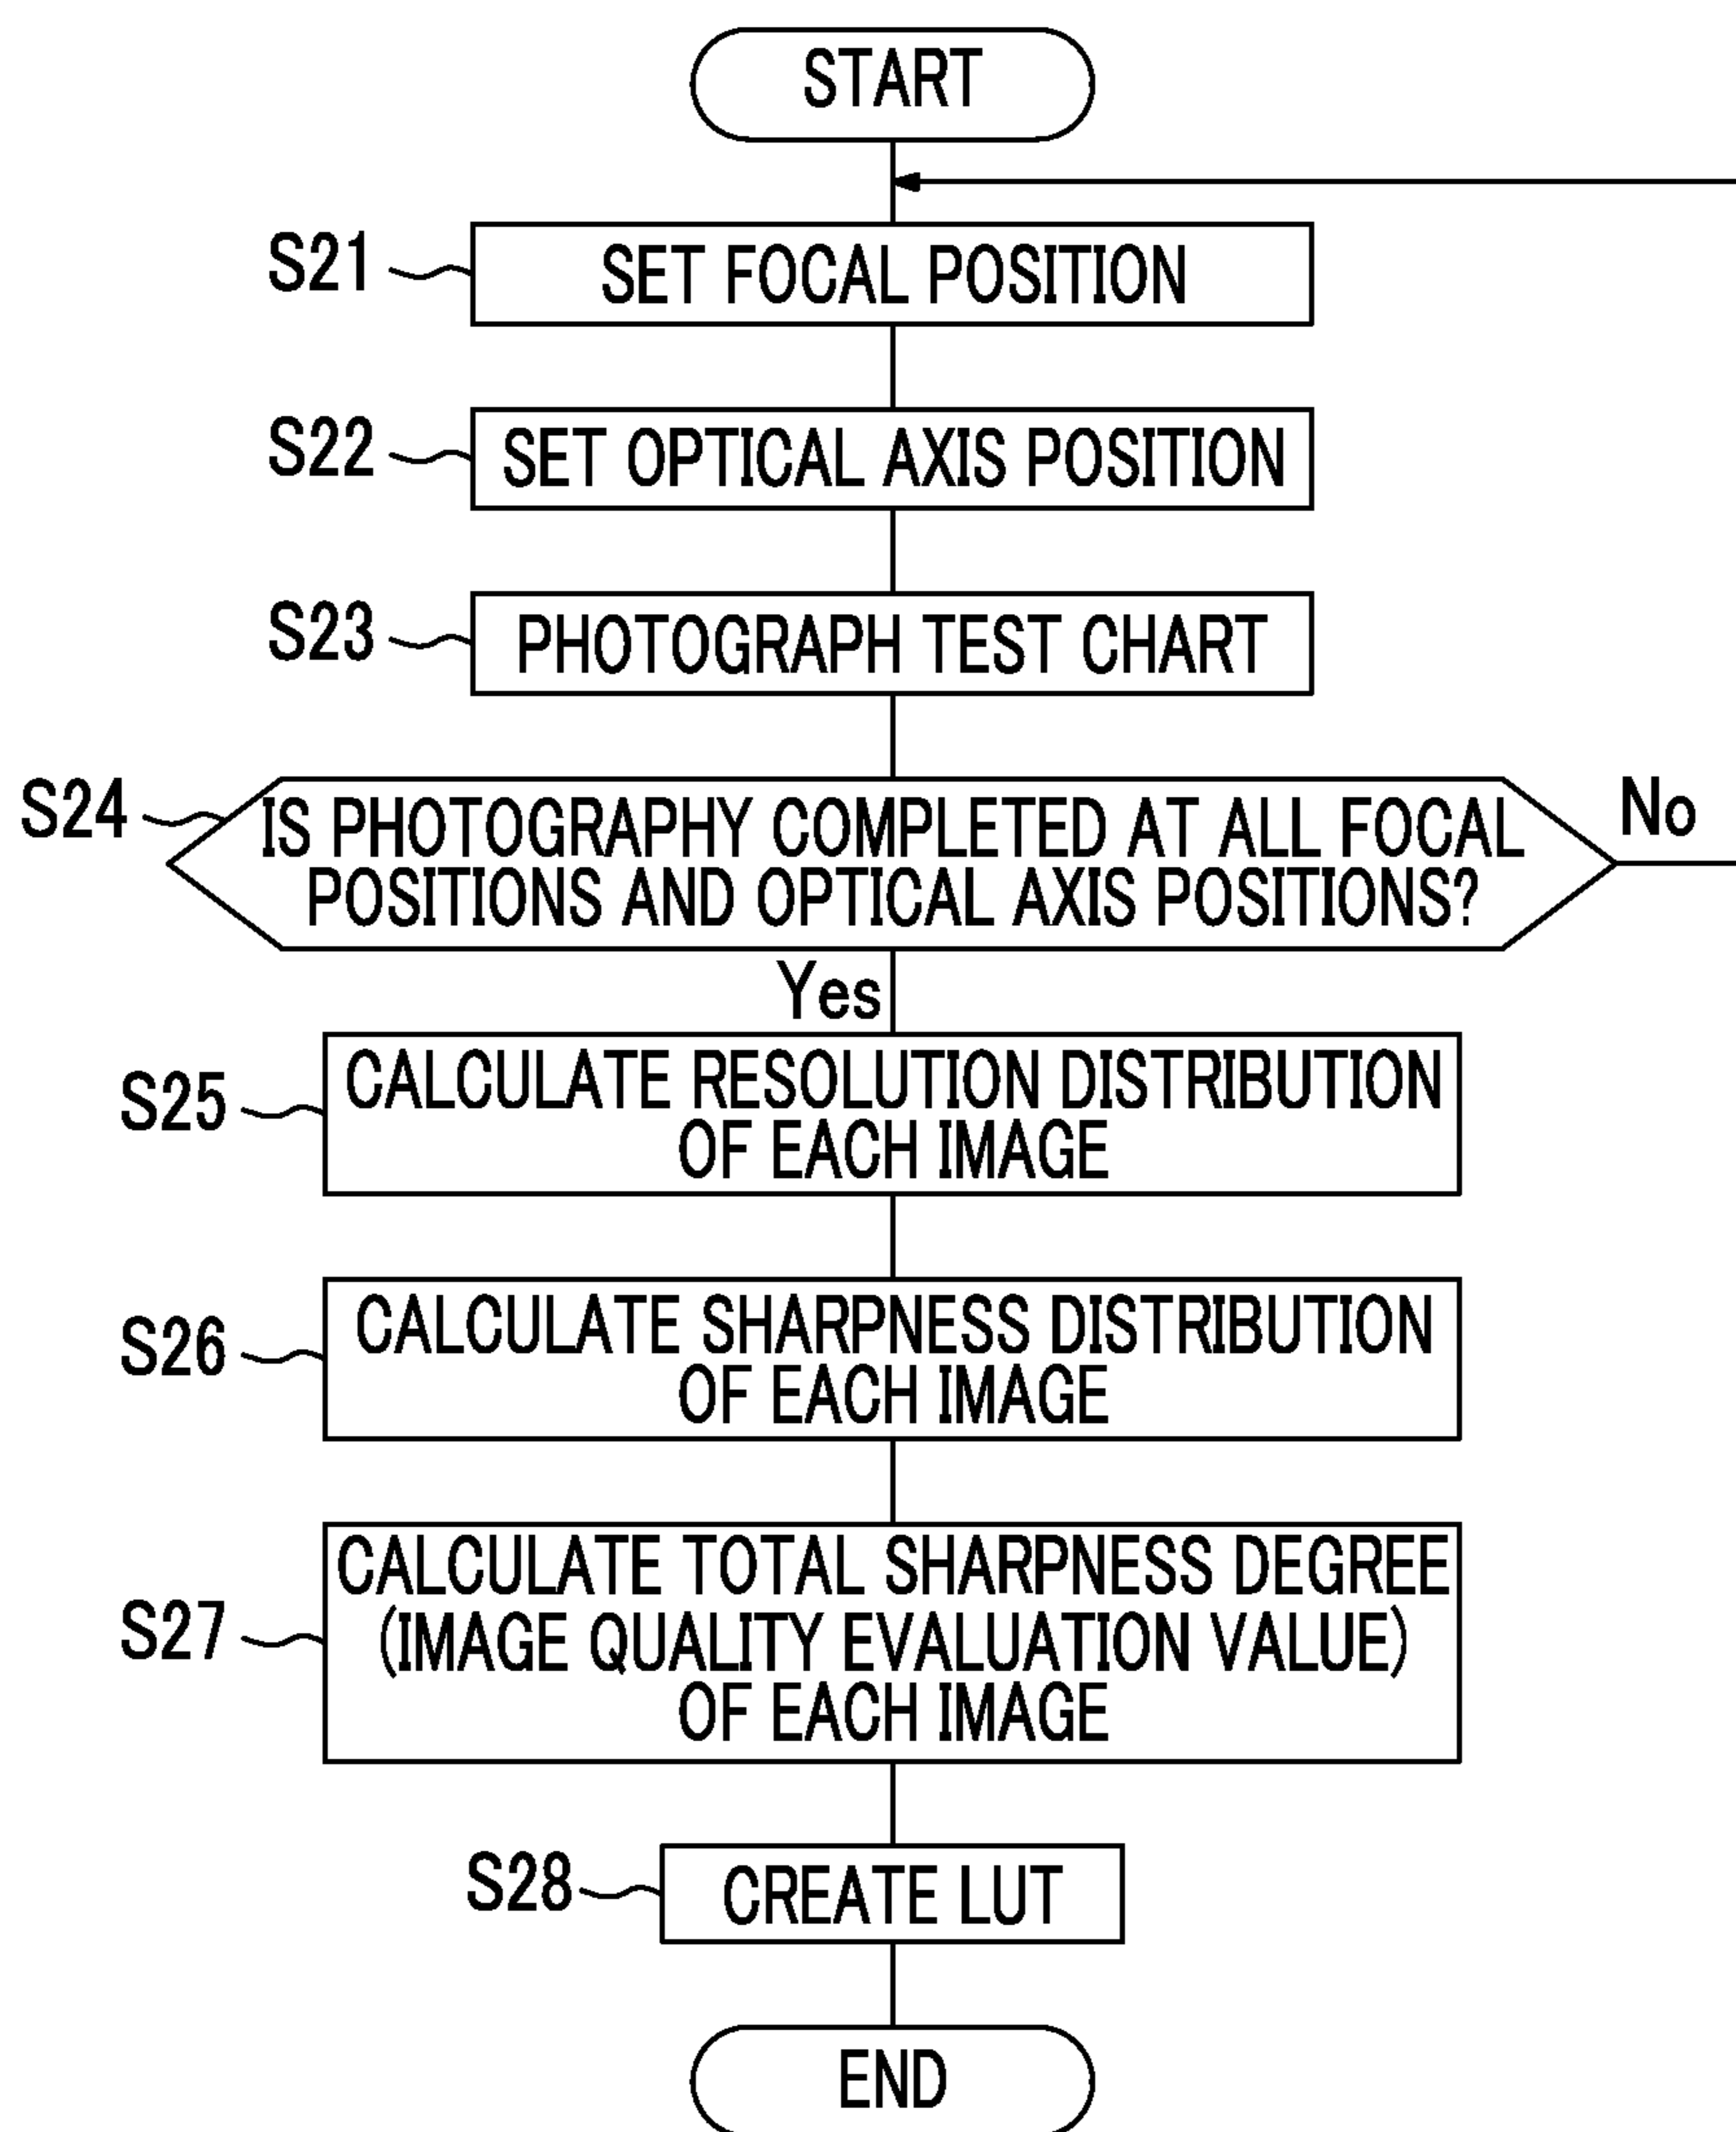 START
S21
SET FOCAL POSITION
S22
SET OPTICAL AXIS POSITION
S23
PHOTOGRAPH TEST CHART
S24
IS PHOTOGRAPHY COMPLETED AT ALL FOCAL
POSITIONS AND OPTICAL AXIS POSITIONS?
No
Yes
S25
CALCULATE RESOLUTION DISTRIBUTION
OF EACH IMAGE
S26
CALCULATE SHARPNESS DISTRIBUTION
OF EACH IMAGE
S27
CALCULATE TOTAL SHARPNESS DEGREE
(IMAGE QUALITY EVALUATION VALUE)
OF EACH IMAGE
S28
CREATE LUT
END